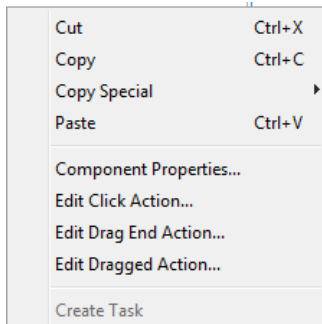 Cut Ctrl+X
Copy Ctrl+C
Copy Special
Paste Ctrl+V
Component Properties...
Edit Click Action...
Edit Drag End Action...
Edit Dragged Action...
Create Task